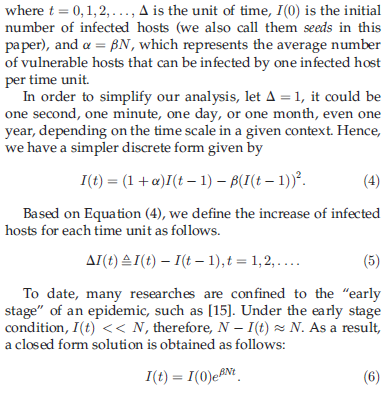 where t = 0, 1, 2, . . . , Δ is the unit of time, I(0) is the initial
number of infected hosts (we also call them seeds in this
paper), and α = βN, which represents the average number
of vulnerable hosts that can be infected by one infected host
per time unit.
In order to simplify our analysis, let Δ = 1, it could be
one second, one minute, one day, or one month, even one
year, depending on the time scale in a given context. Hence,
we have a simpler discrete form given by
I(t) = (1 + α)I(t − 1) − β(I(t − 1))². (4)
Based on Equation (4), we define the increase of infected
hosts for each time unit as follows.
ΔI(t) ≜ I(t) − I(t − 1), t = 1, 2, . . . . (5)
To date, many researches are confined to the “early
stage” of an epidemic, such as [15]. Under the early stage
condition, I(t) << N, therefore, N − I(t) ≈ N. As a result,
a closed form solution is obtained as follows:
I(t) = I(0)e^{βNt}. (6)